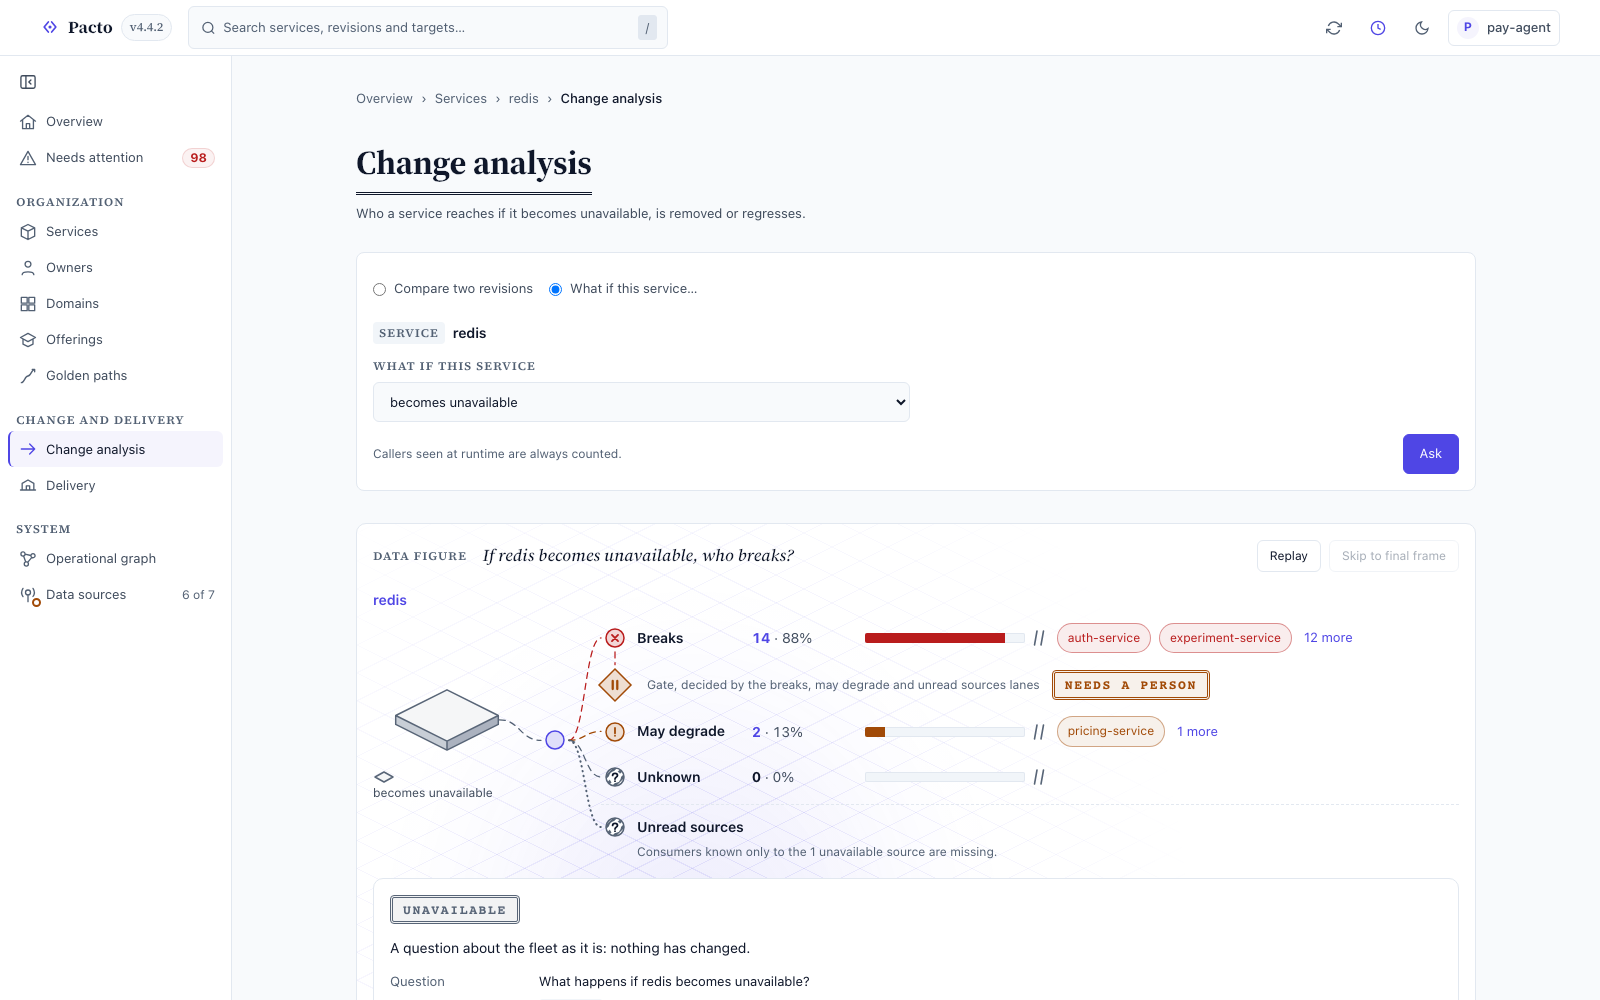 Pacto v4.4.2
Search services, revisions and targets... /
P pay-agent
Overview
Needs attention 98
ORGANIZATION
Services
Owners
Domains
Offerings
Golden paths
CHANGE AND DELIVERY
Change analysis
Delivery
SYSTEM
Operational graph
Data sources 6 of 7
Overview › Services › redis › Change analysis
Change analysis
Who a service reaches if it becomes unavailable, is removed or regresses.
Compare two revisions What if this service...
SERVICE redis
WHAT IF THIS SERVICE
becomes unavailable
Callers seen at runtime are always counted.
Ask
DATA FIGURE If redis becomes unavailable, who breaks?
Replay Skip to final frame
redis
Breaks 14 · 88% // auth-service experiment-service 12 more
Gate, decided by the breaks, may degrade and unread sources lanes NEEDS A PERSON
May degrade 2 · 13% // pricing-service 1 more
Unknown 0 · 0% //
becomes unavailable
Unread sources
Consumers known only to the 1 unavailable source are missing.
UNAVAILABLE
A question about the fleet as it is: nothing has changed.
Question What happens if redis becomes unavailable?